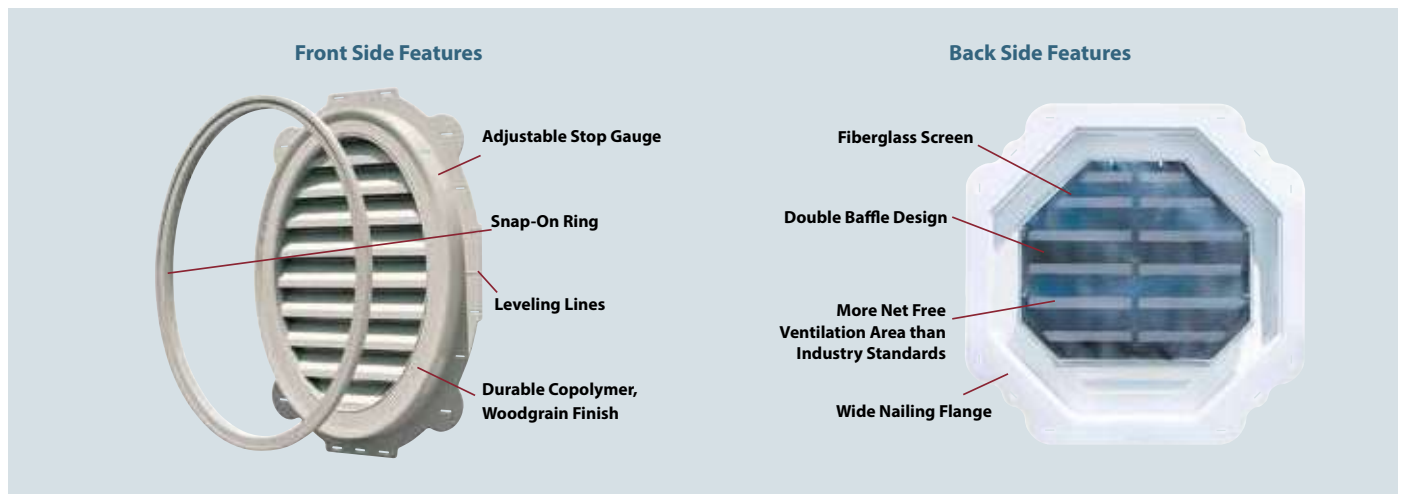 Front Side Features
Adjustable Stop Gauge
Snap-On Ring
Leveling Lines
Durable Copolymer,
Woodgrain Finish
Back Side Features
Fiberglass Screen
Double Baffle Design
More Net Free
Ventilation Area than
Industry Standards
Wide Nailing Flange